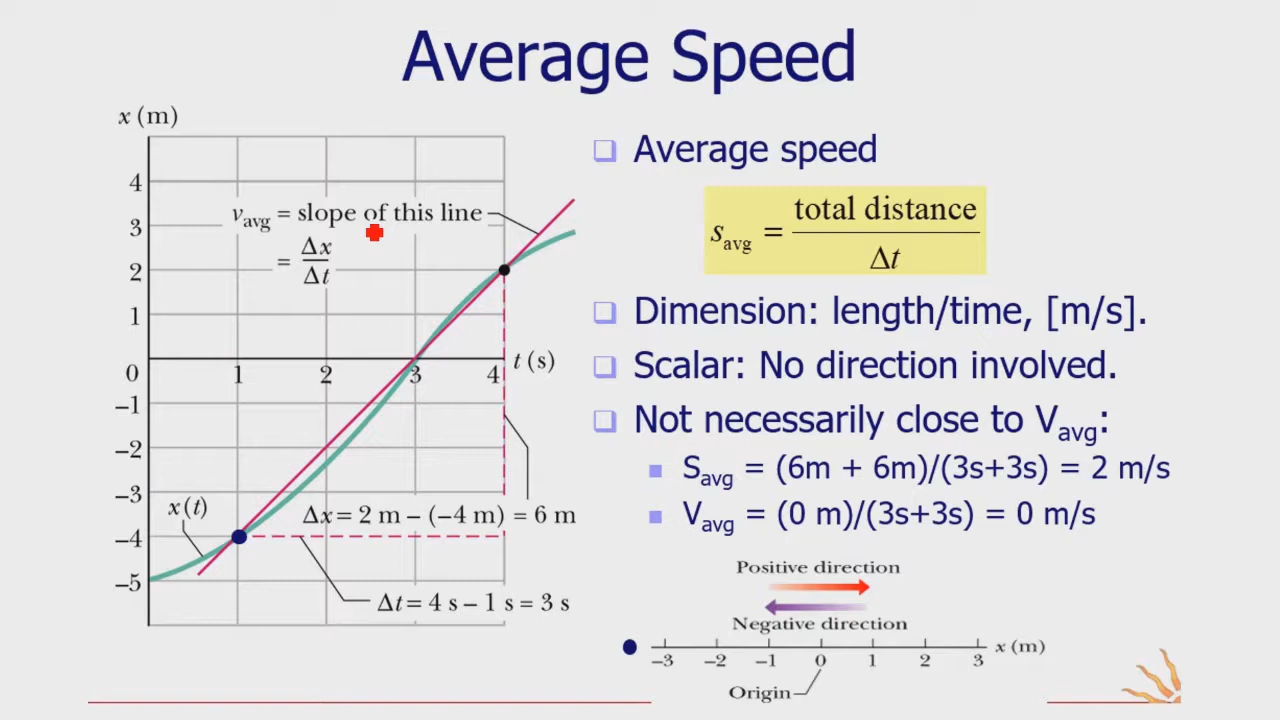 Average Speed
x (m)
4
3
2
1
0
–1
–2
–3
–4
–5
1
2
3
4
t (s)
v_avg = slope of this line
= Δx/Δt
x(t)
Δx = 2 m – (–4 m) = 6 m
Δt = 4 s – 1 s = 3 s
Average speed
s_avg = total distance/Δt
Dimension: length/time, [m/s].
Scalar: No direction involved.
Not necessarily close to V_avg:
S_avg = (6m + 6m)/(3s+3s) = 2 m/s
V_avg = (0 m)/(3s+3s) = 0 m/s
Positive direction
Negative direction
x (m)
–3 –2 –1 0 1 2 3
Origin